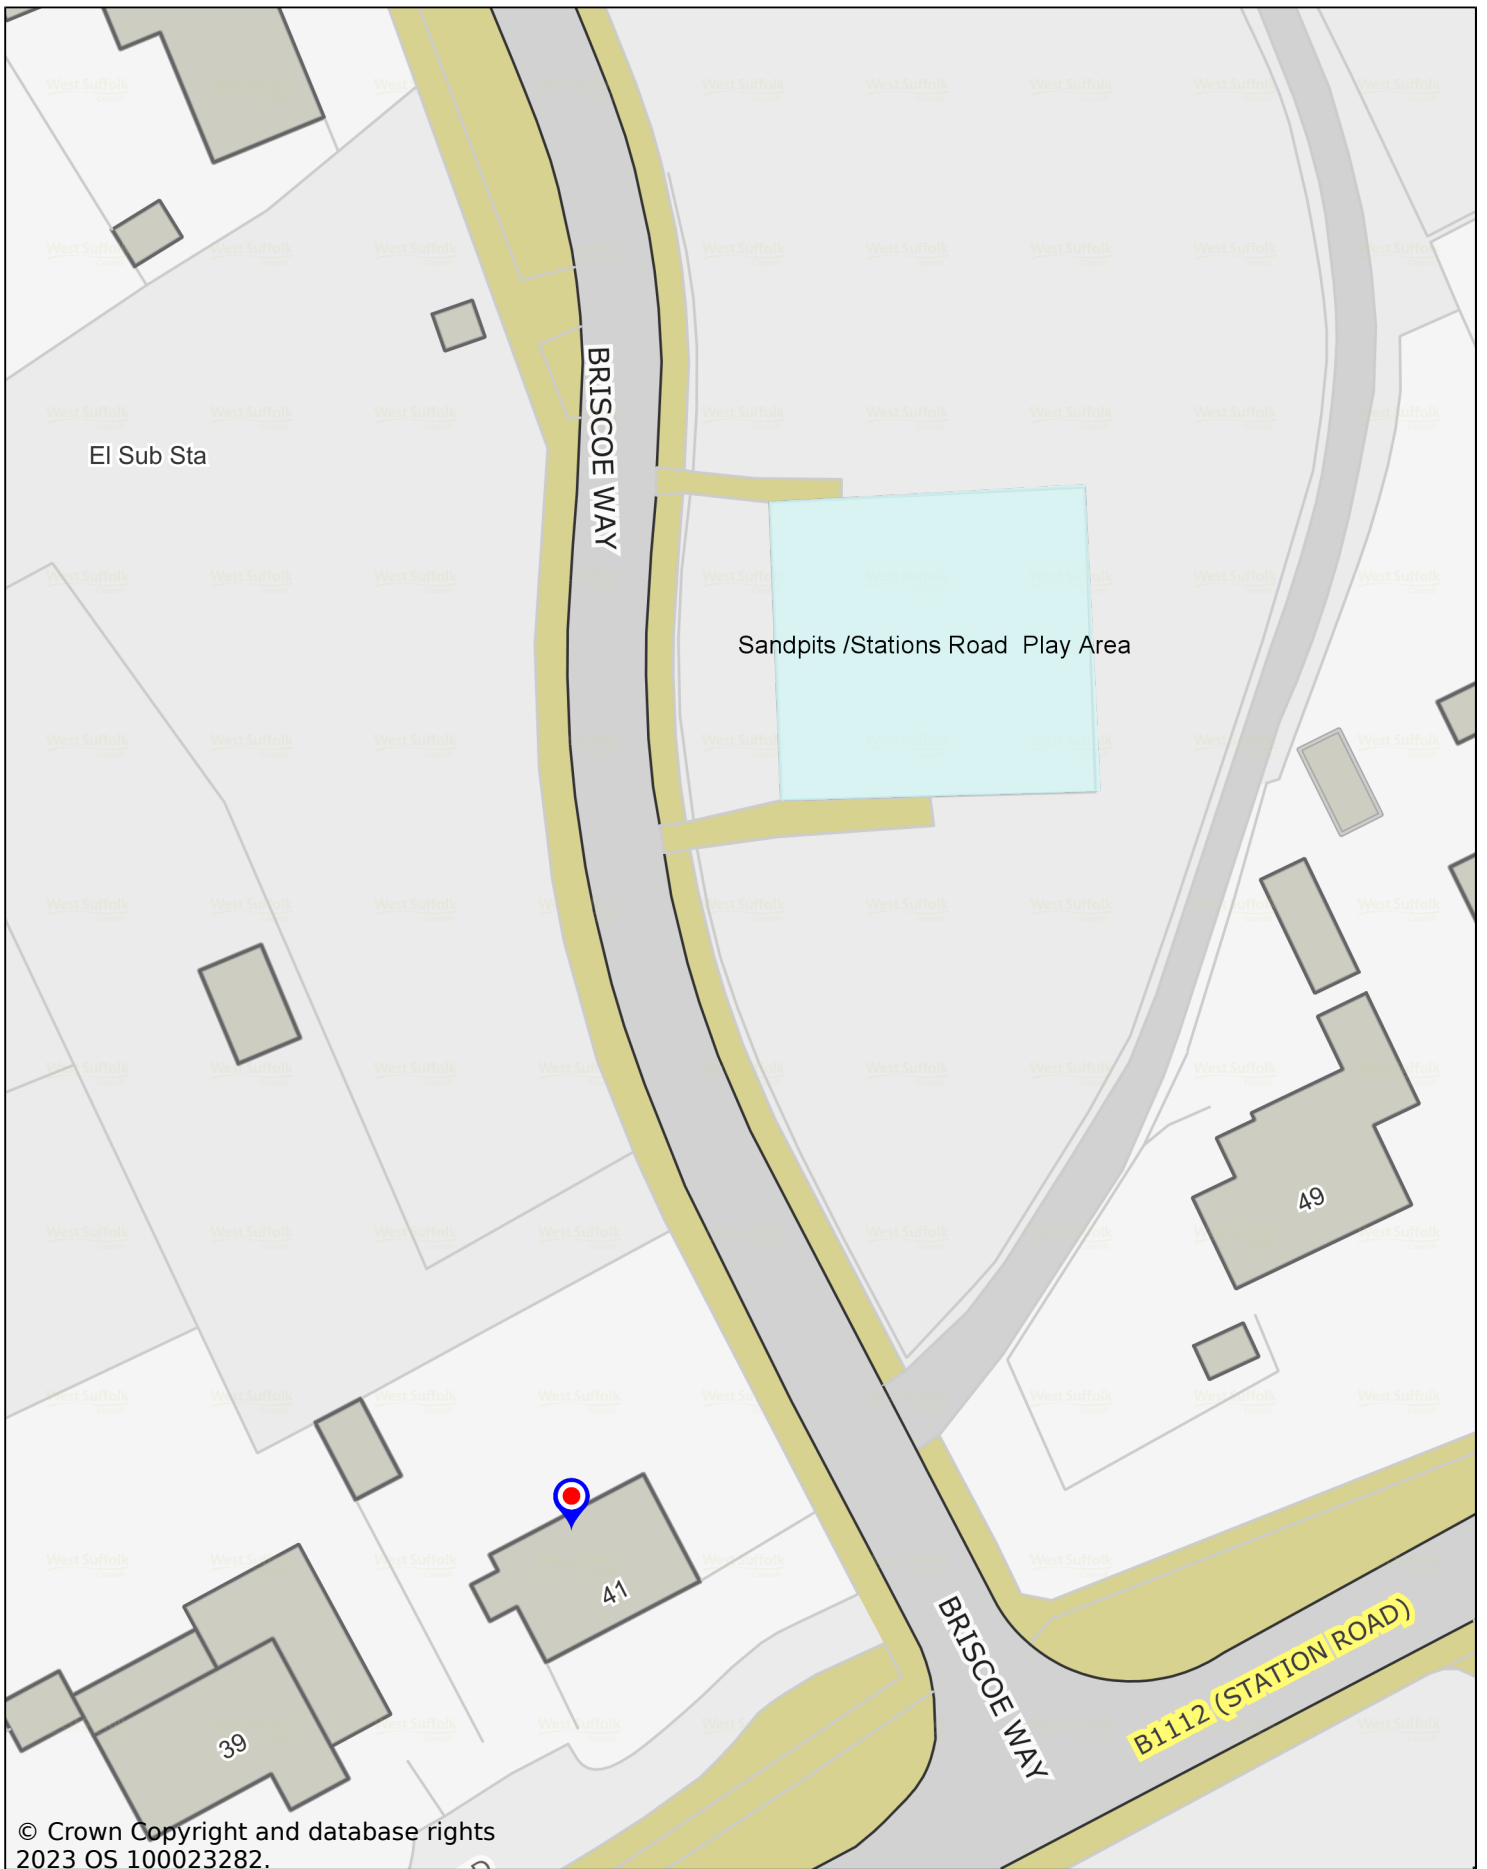 BRISCOE WAY
El Sub Sta
Sandpits /Stations Road  Play Area
49
41
BRISCOE WAY
B1112 (STATION ROAD)
39
© Crown Copyright and database rights
2023 OS 100023282.